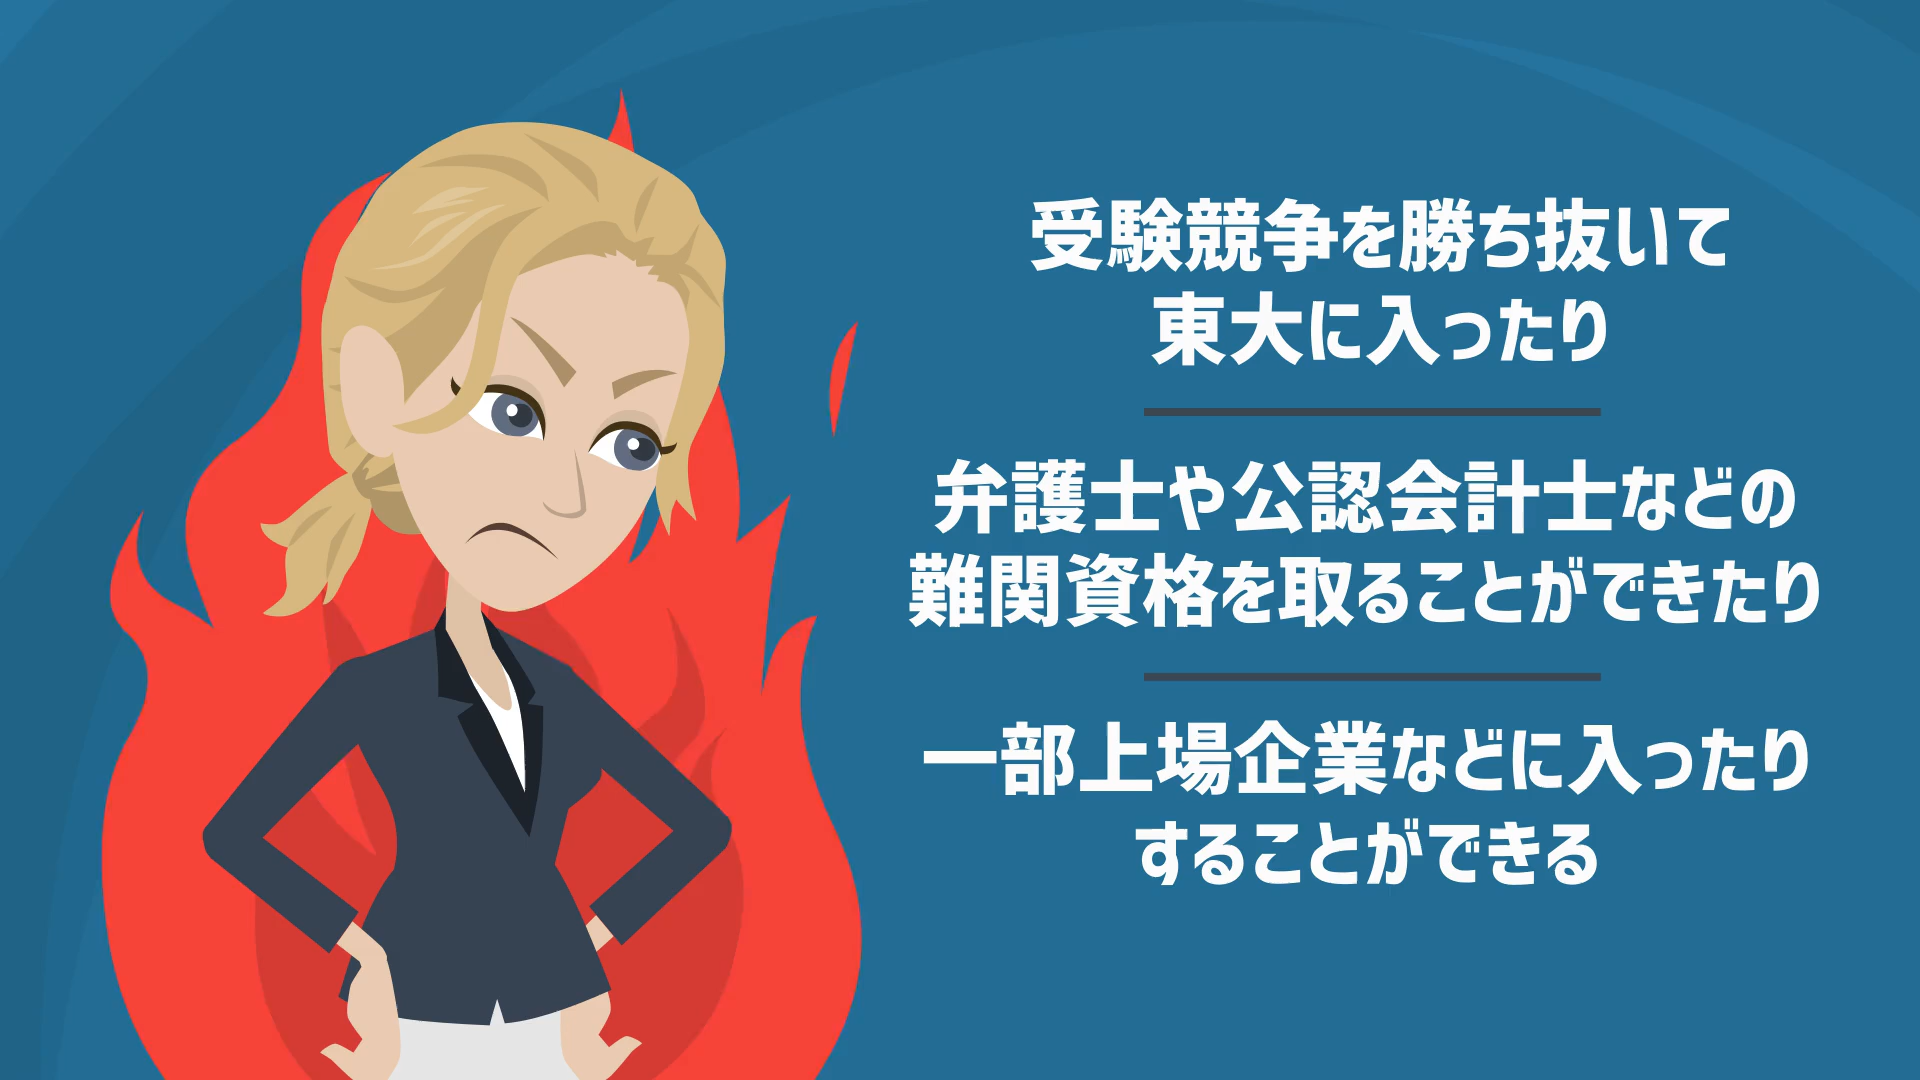 受験競争を勝ち抜いて
東大に入ったり
弁護士や公認会計士などの
難関資格を取ることができたり
一部上場企業などに入ったり
することができる